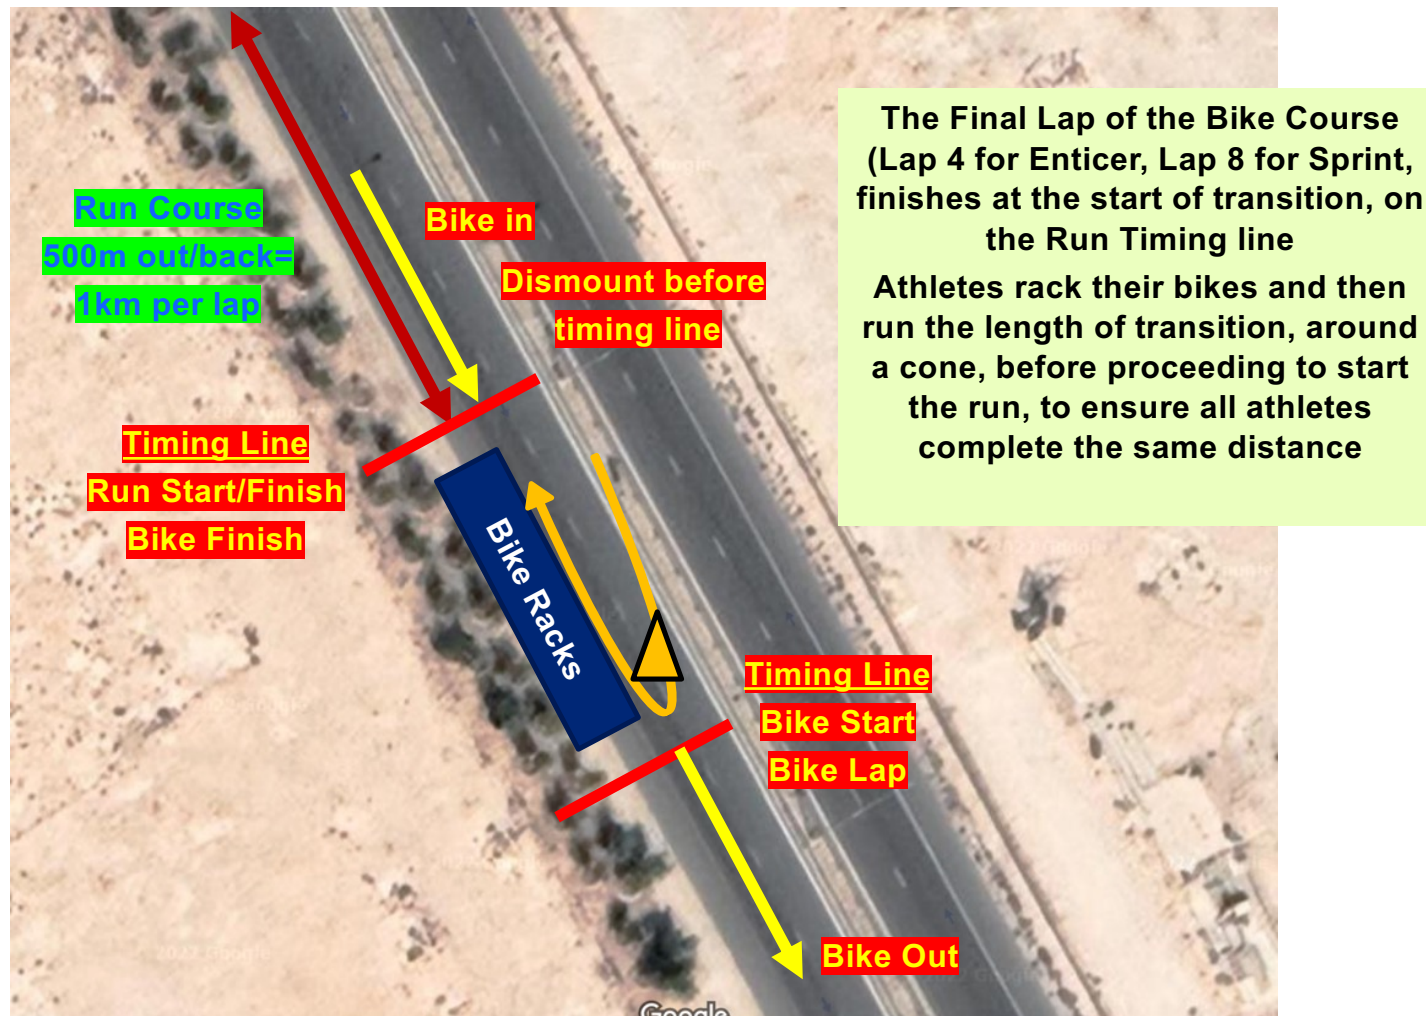 The Final Lap of the Bike Course
(Lap 4 for Enticer, Lap 8 for Sprint,
finishes at the start of transition, on
the Run Timing line
Athletes rack their bikes and then
run the length of transition, around
a cone, before proceeding to start
the run, to ensure all athletes
complete the same distance
Run Course
500m out/back=
1km per lap
Bike in
Dismount before
timing line
Timing Line
Run Start/Finish
Bike Finish
Bike Racks
Timing Line
Bike Start
Bike Lap
Bike Out
Google